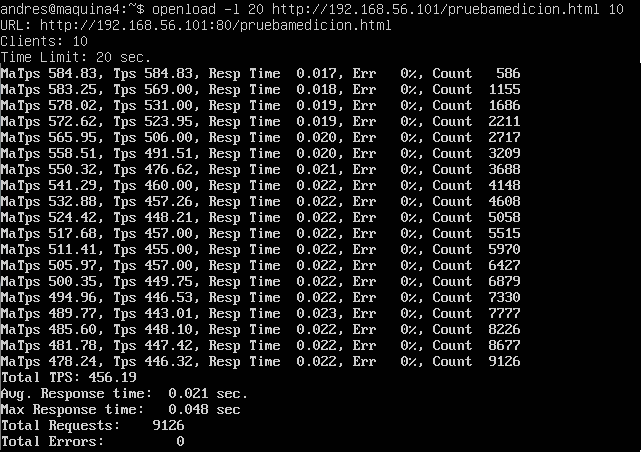 andres@maquina4:~$ openload -l 20 http://192.168.56.101/pruebamedicion.html 10
URL: http://192.168.56.101:80/pruebamedicion.html
Clients: 10
Time Limit: 20 sec.
MaTps 584.83, Tps 584.83, Resp Time  0.017, Err   0%, Count   586
MaTps 583.25, Tps 569.00, Resp Time  0.018, Err   0%, Count  1155
MaTps 578.02, Tps 531.00, Resp Time  0.019, Err   0%, Count  1686
MaTps 572.62, Tps 523.95, Resp Time  0.019, Err   0%, Count  2211
MaTps 565.95, Tps 506.00, Resp Time  0.020, Err   0%, Count  2717
MaTps 558.51, Tps 491.51, Resp Time  0.020, Err   0%, Count  3209
MaTps 550.32, Tps 476.62, Resp Time  0.021, Err   0%, Count  3688
MaTps 541.29, Tps 460.00, Resp Time  0.022, Err   0%, Count  4148
MaTps 532.88, Tps 457.26, Resp Time  0.022, Err   0%, Count  4608
MaTps 524.42, Tps 448.21, Resp Time  0.022, Err   0%, Count  5058
MaTps 517.68, Tps 457.00, Resp Time  0.022, Err   0%, Count  5515
MaTps 511.41, Tps 455.00, Resp Time  0.022, Err   0%, Count  5970
MaTps 505.97, Tps 457.00, Resp Time  0.022, Err   0%, Count  6427
MaTps 500.35, Tps 449.75, Resp Time  0.022, Err   0%, Count  6879
MaTps 494.96, Tps 446.53, Resp Time  0.022, Err   0%, Count  7330
MaTps 489.77, Tps 443.01, Resp Time  0.023, Err   0%, Count  7777
MaTps 485.60, Tps 448.10, Resp Time  0.022, Err   0%, Count  8226
MaTps 481.78, Tps 447.42, Resp Time  0.022, Err   0%, Count  8677
MaTps 478.24, Tps 446.32, Resp Time  0.022, Err   0%, Count  9126
Total TPS: 456.19
Avg. Response time:  0.021 sec.
Max Response time:   0.048 sec
Total Requests:    9126
Total Errors:         0